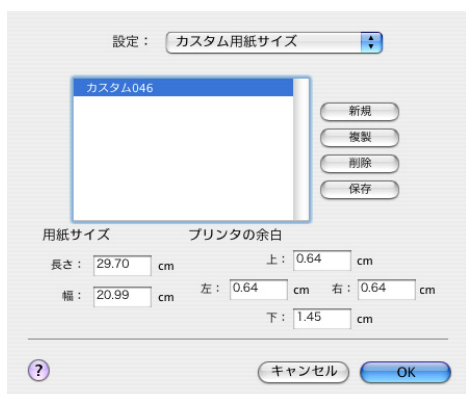 設定： カスタム用紙サイズ
カスタム046
新規
複製
削除
保存
用紙サイズ プリンタの余白
長さ： 29.70 cm
幅： 20.99 cm
上： 0.64 cm
左： 0.64 cm 右： 0.64 cm
下： 1.45 cm
? キャンセル OK